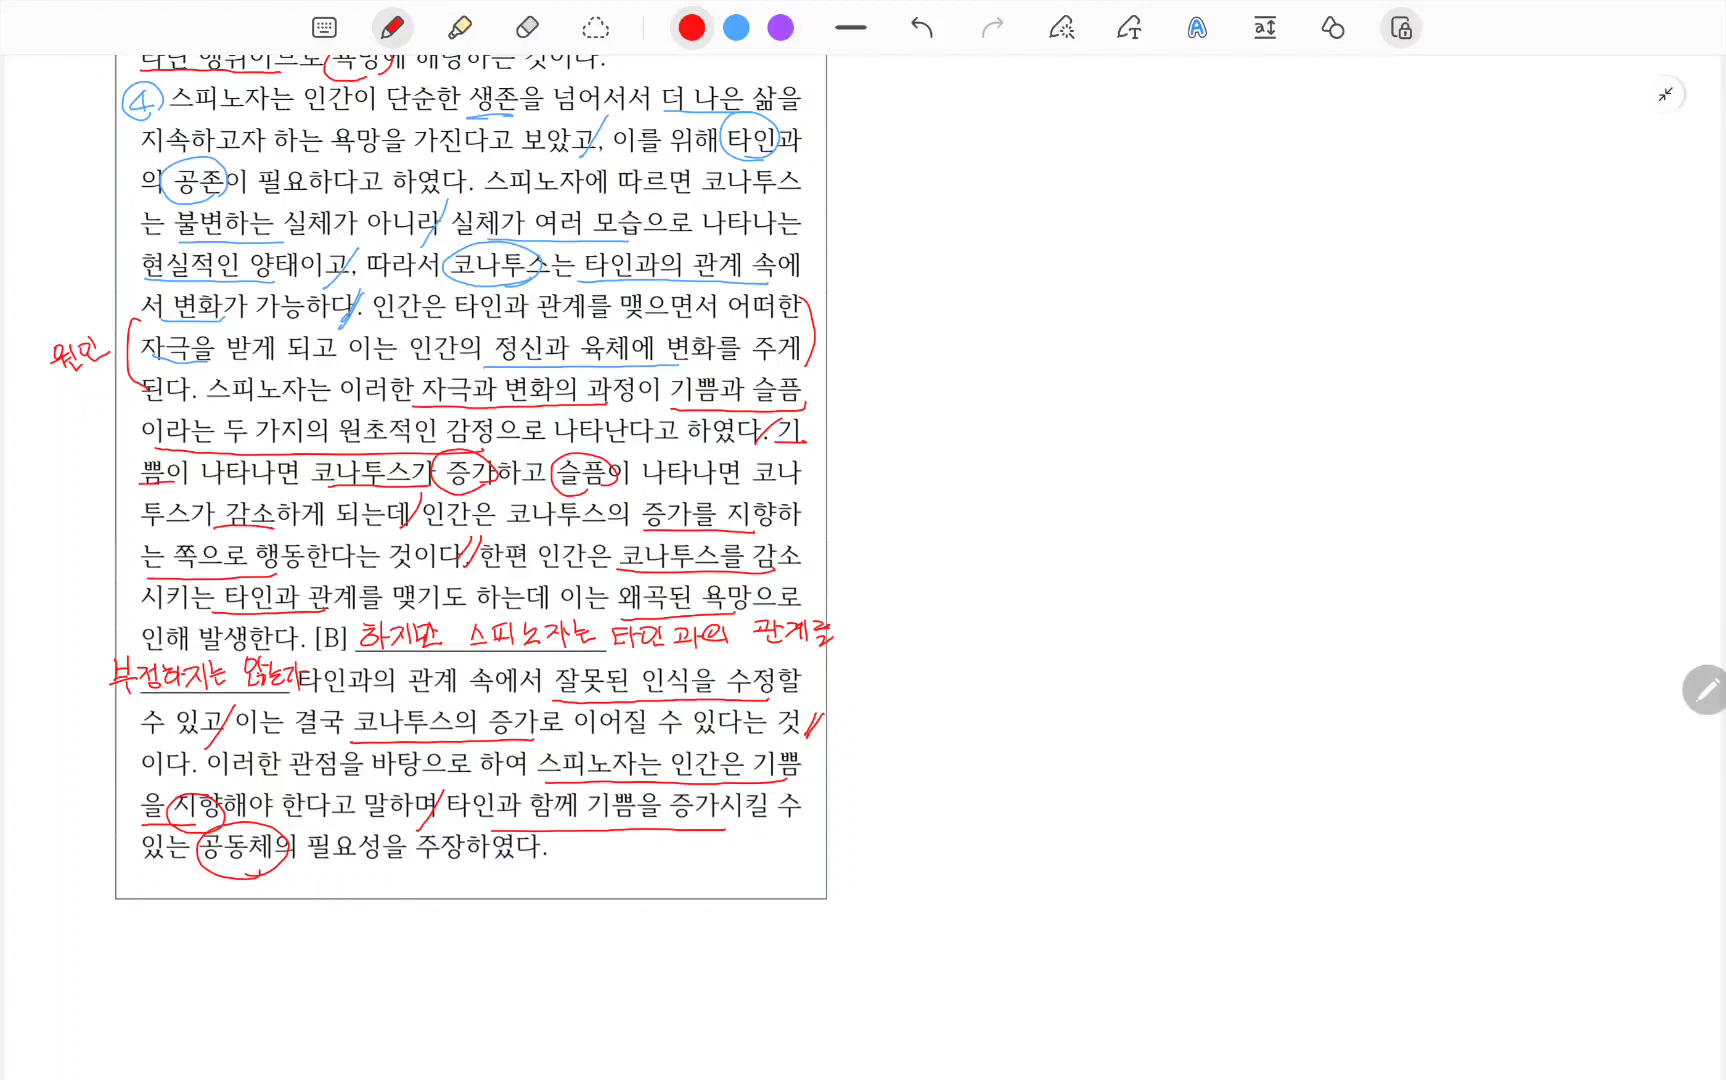 타난 행위이므로 욕망에 해당하는 것이다.
④ 스피노자는 인간이 단순한 생존을 넘어서서 더 나은 삶을
지속하고자 하는 욕망을 가진다고 보았고, 이를 위해 타인과
의 공존이 필요하다고 하였다. 스피노자에 따르면 코나투스
는 불변하는 실체가 아니라 실체가 여러 모습으로 나타나는
현실적인 양태이고, 따라서 코나투스는 타인과의 관계 속에
서 변화가 가능하다. 인간은 타인과 관계를 맺으면서 어떠한
원인
자극을 받게 되고 이는 인간의 정신과 육체에 변화를 주게
된다. 스피노자는 이러한 자극과 변화의 과정이 기쁨과 슬픔
이라는 두 가지의 원초적인 감정으로 나타난다고 하였다. 기
쁨이 나타나면 코나투스가 증가하고 슬픔이 나타나면 코나
투스가 감소하게 되는데 인간은 코나투스의 증가를 지향하
는 쪽으로 행동한다는 것이다. 한편 인간은 코나투스를 감소
시키는 타인과 관계를 맺기도 하는데 이는 왜곡된 욕망으로
인해 발생한다. [B] 하지만 스피노자는 타인과의 관계를
부정하지는 않는다 타인과의 관계 속에서 잘못된 인식을 수정할
수 있고 이는 결국 코나투스의 증가로 이어질 수 있다는 것
이다. 이러한 관점을 바탕으로 하여 스피노자는 인간은 기쁨
을 지향해야 한다고 말하며 타인과 함께 기쁨을 증가시킬 수
있는 공동체의 필요성을 주장하였다.